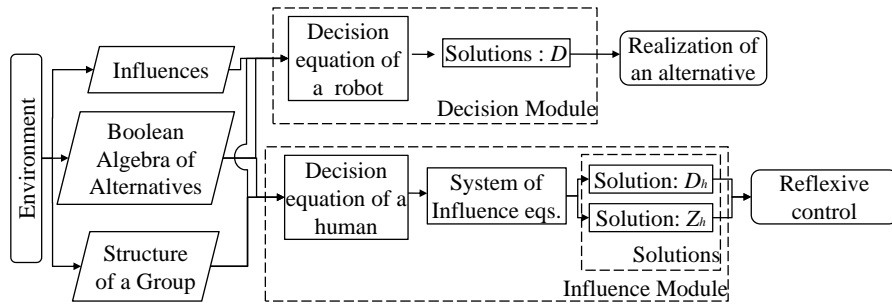 Environment
Influences
Boolean
Algebra of
Alternatives
Structure
of a Group
Decision
equation of
a robot
Solutions : D
Decision Module
Realization of
an alternative
Decision
equation of a
human
System of
Influence eqs.
Solution: Dh
Solution: Zh
Solutions
Influence Module
Reflexive
control